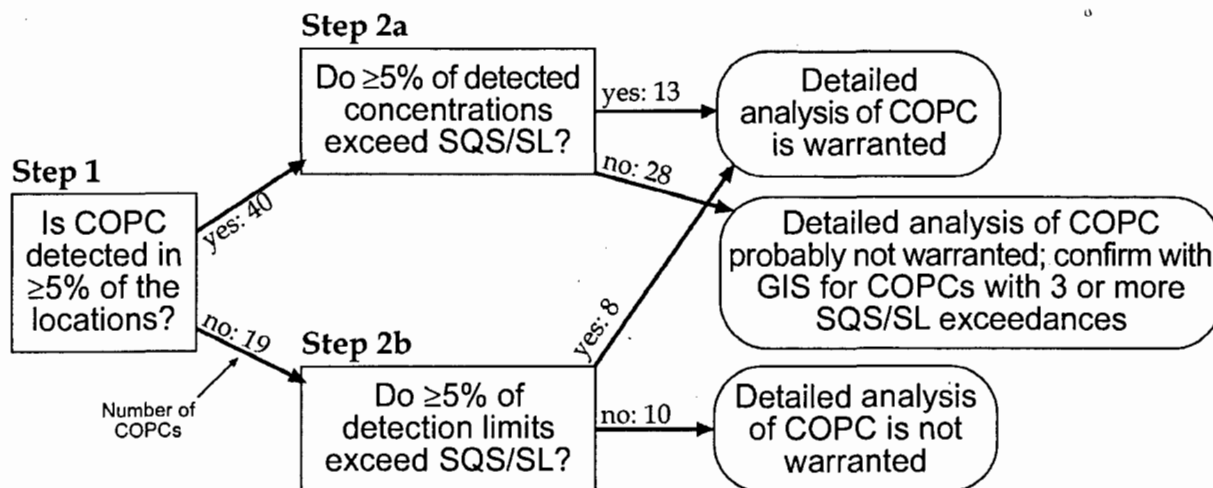 Step 1
Is COPC
detected in
≥5% of the
locations?
yes: 40
no: 19
Number of
COPCs
Step 2a
Do ≥5% of detected
concentrations
exceed SQS/SL?
yes: 13
no: 28
Step 2b
Do ≥5% of
detection limits
exceed SQS/SL?
yes: 8
no: 10
Detailed
analysis of COPC
is warranted
Detailed analysis of COPC
probably not warranted; confirm with
GIS for COPCs with 3 or more
SQS/SL exceedances
Detailed analysis
of COPC is not
warranted